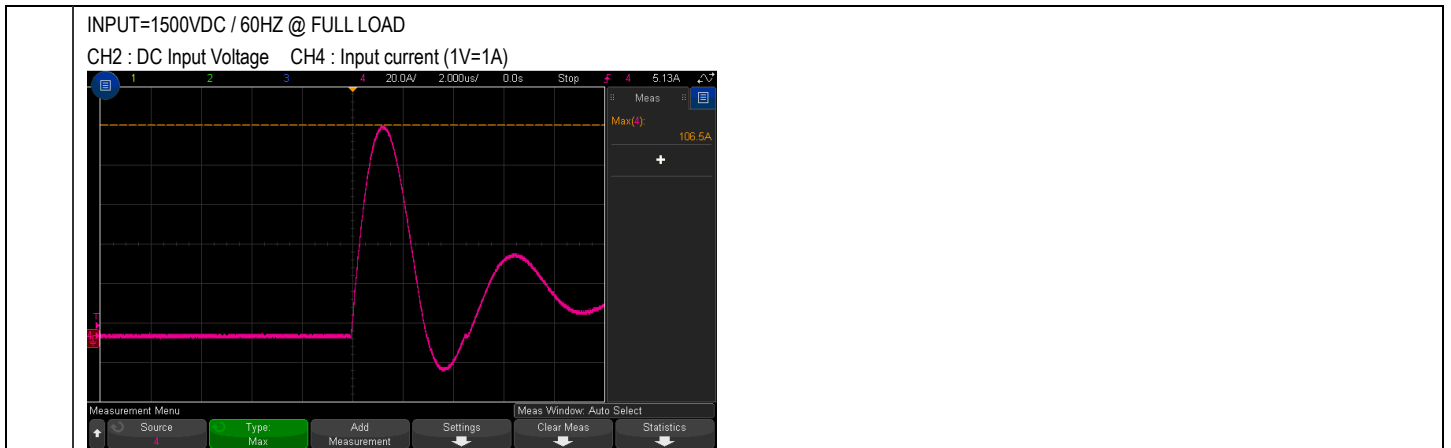 INPUT=1500VDC / 60HZ @ FULL LOAD
CH2 : DC Input Voltage CH4 : Input current (1V=1A)
1 2 3 4 20.0A/ 2.000us/ 0.0s Stop 4 5.13A
Meas
Max(4):
106.5A
+
T
Measurement Menu Meas Window: Auto Select
Source
4
Type:
Max
Add
Measurement
Settings
Clear Meas
Statistics